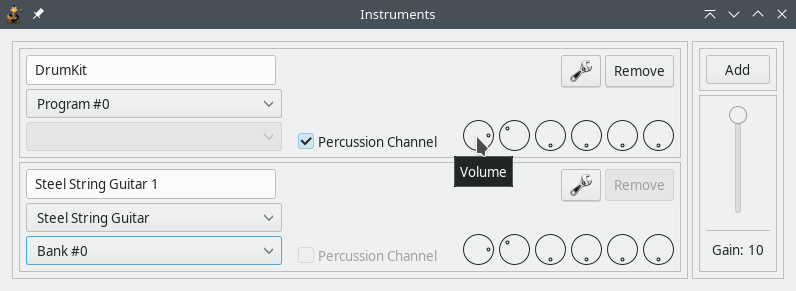 Instruments
DrumKit
Remove
Program #0
Percussion Channel
Volume
Steel String Guitar 1
Remove
Steel String Guitar
Bank #0
Percussion Channel
Add
Gain: 10